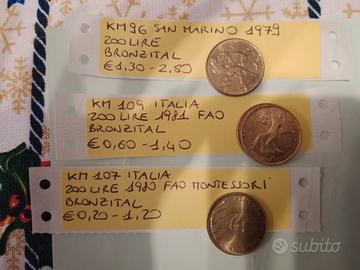 KM96 SAN MARINO 1979
200 LIRE
BRONZITAL
€1,30-2,50
KM 109 ITALIA
200 LIRE 1981 FAO
BRONZITAL
€0,60-1,40
KM 107 ITALIA
200 LIRE 1980 FAO MONTESSORI
BRONZITAL
€0,20-1,20
subito